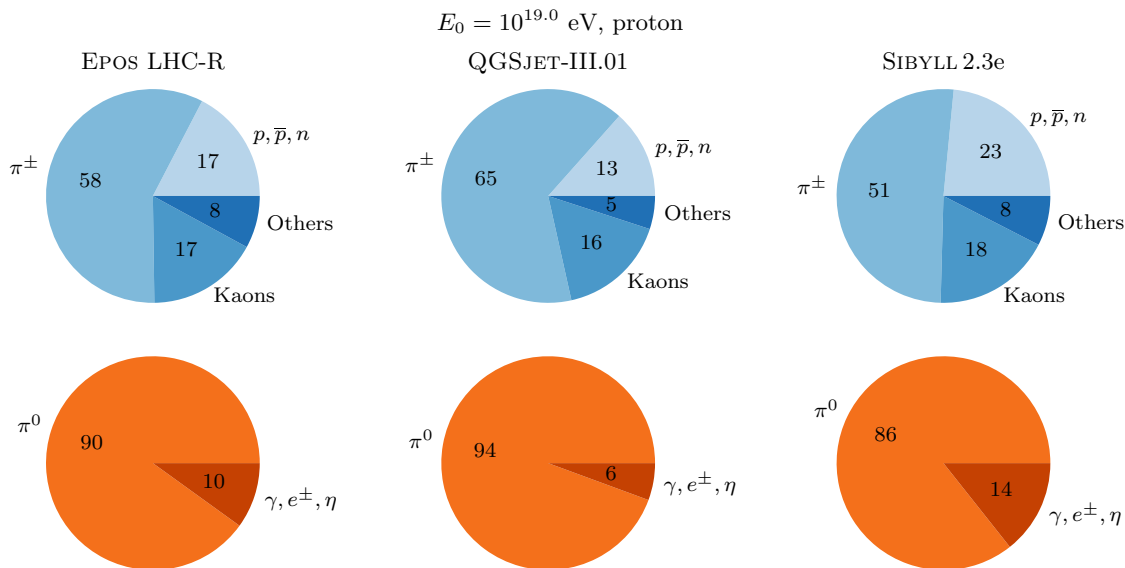 E₀ = 10¹⁹·⁰ eV, proton
EPOS LHC-R
QGSJET-III.01
SIBYLL 2.3e
p, p̅, n
17
π±
58
8
Others
17
Kaons
p, p̅, n
13
π±
65
5
Others
16
Kaons
p, p̅, n
23
π±
51
8
Others
18
Kaons
π⁰
90
10
γ, e±, η
π⁰
94
6
γ, e±, η
π⁰
86
14
γ, e±, η